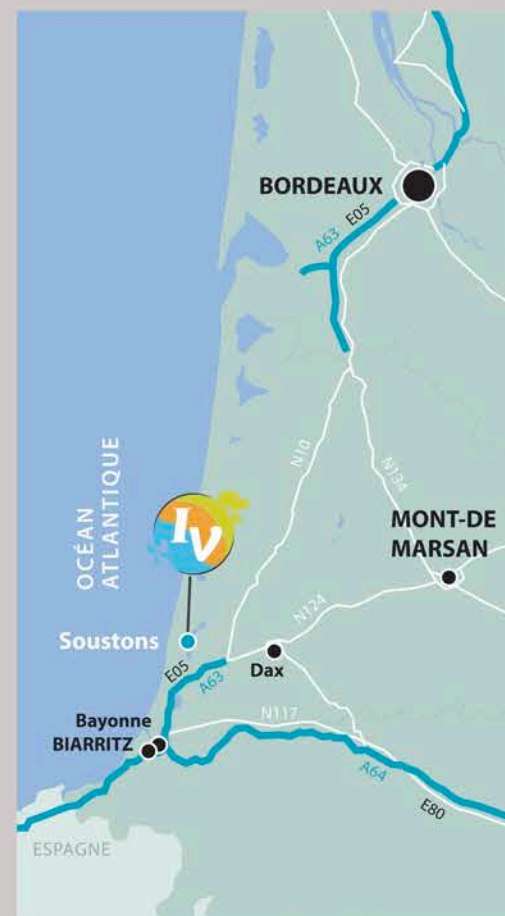 BORDEAUX
E05
A63
N10
N134
OCÉAN
ATLANTIQUE
IV
MONT-DE
MARSAN
N124
Soustons
Dax
E05
A63
Bayonne
BIARRITZ
N117
A64
E80
ESPAGNE